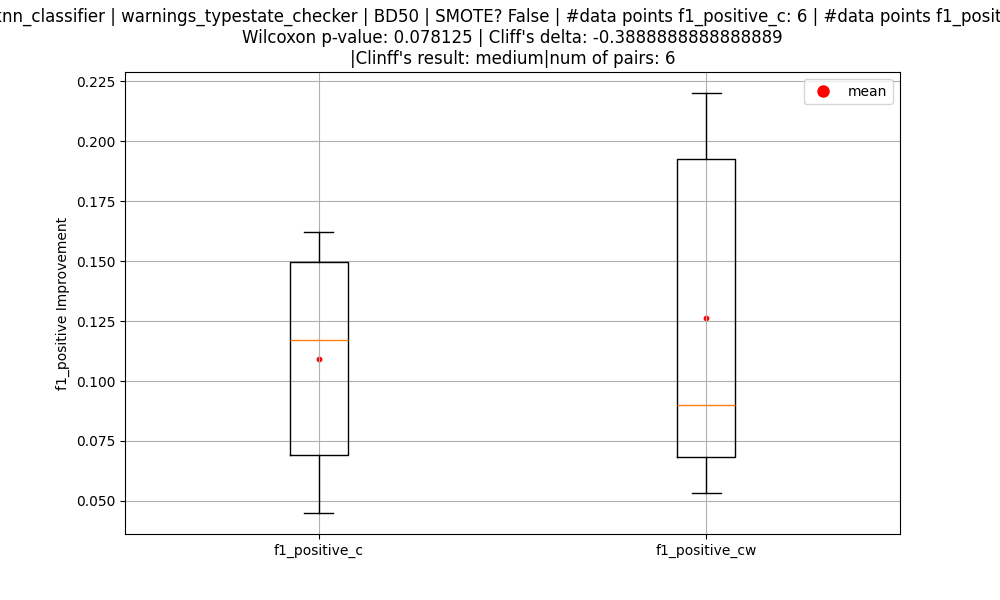 knn_classifier | warnings_typestate_checker | BD50 | SMOTE? False | #data points f1_positive_c: 6 | #data points f1_posit
Wilcoxon p-value: 0.078125 | Cliff's delta: -0.3888888888888889
|Clinff's result: medium|num of pairs: 6
mean
f1_positive Improvement
0.225
0.200
0.175
0.150
0.125
0.100
0.075
0.050
f1_positive_c
f1_positive_cw